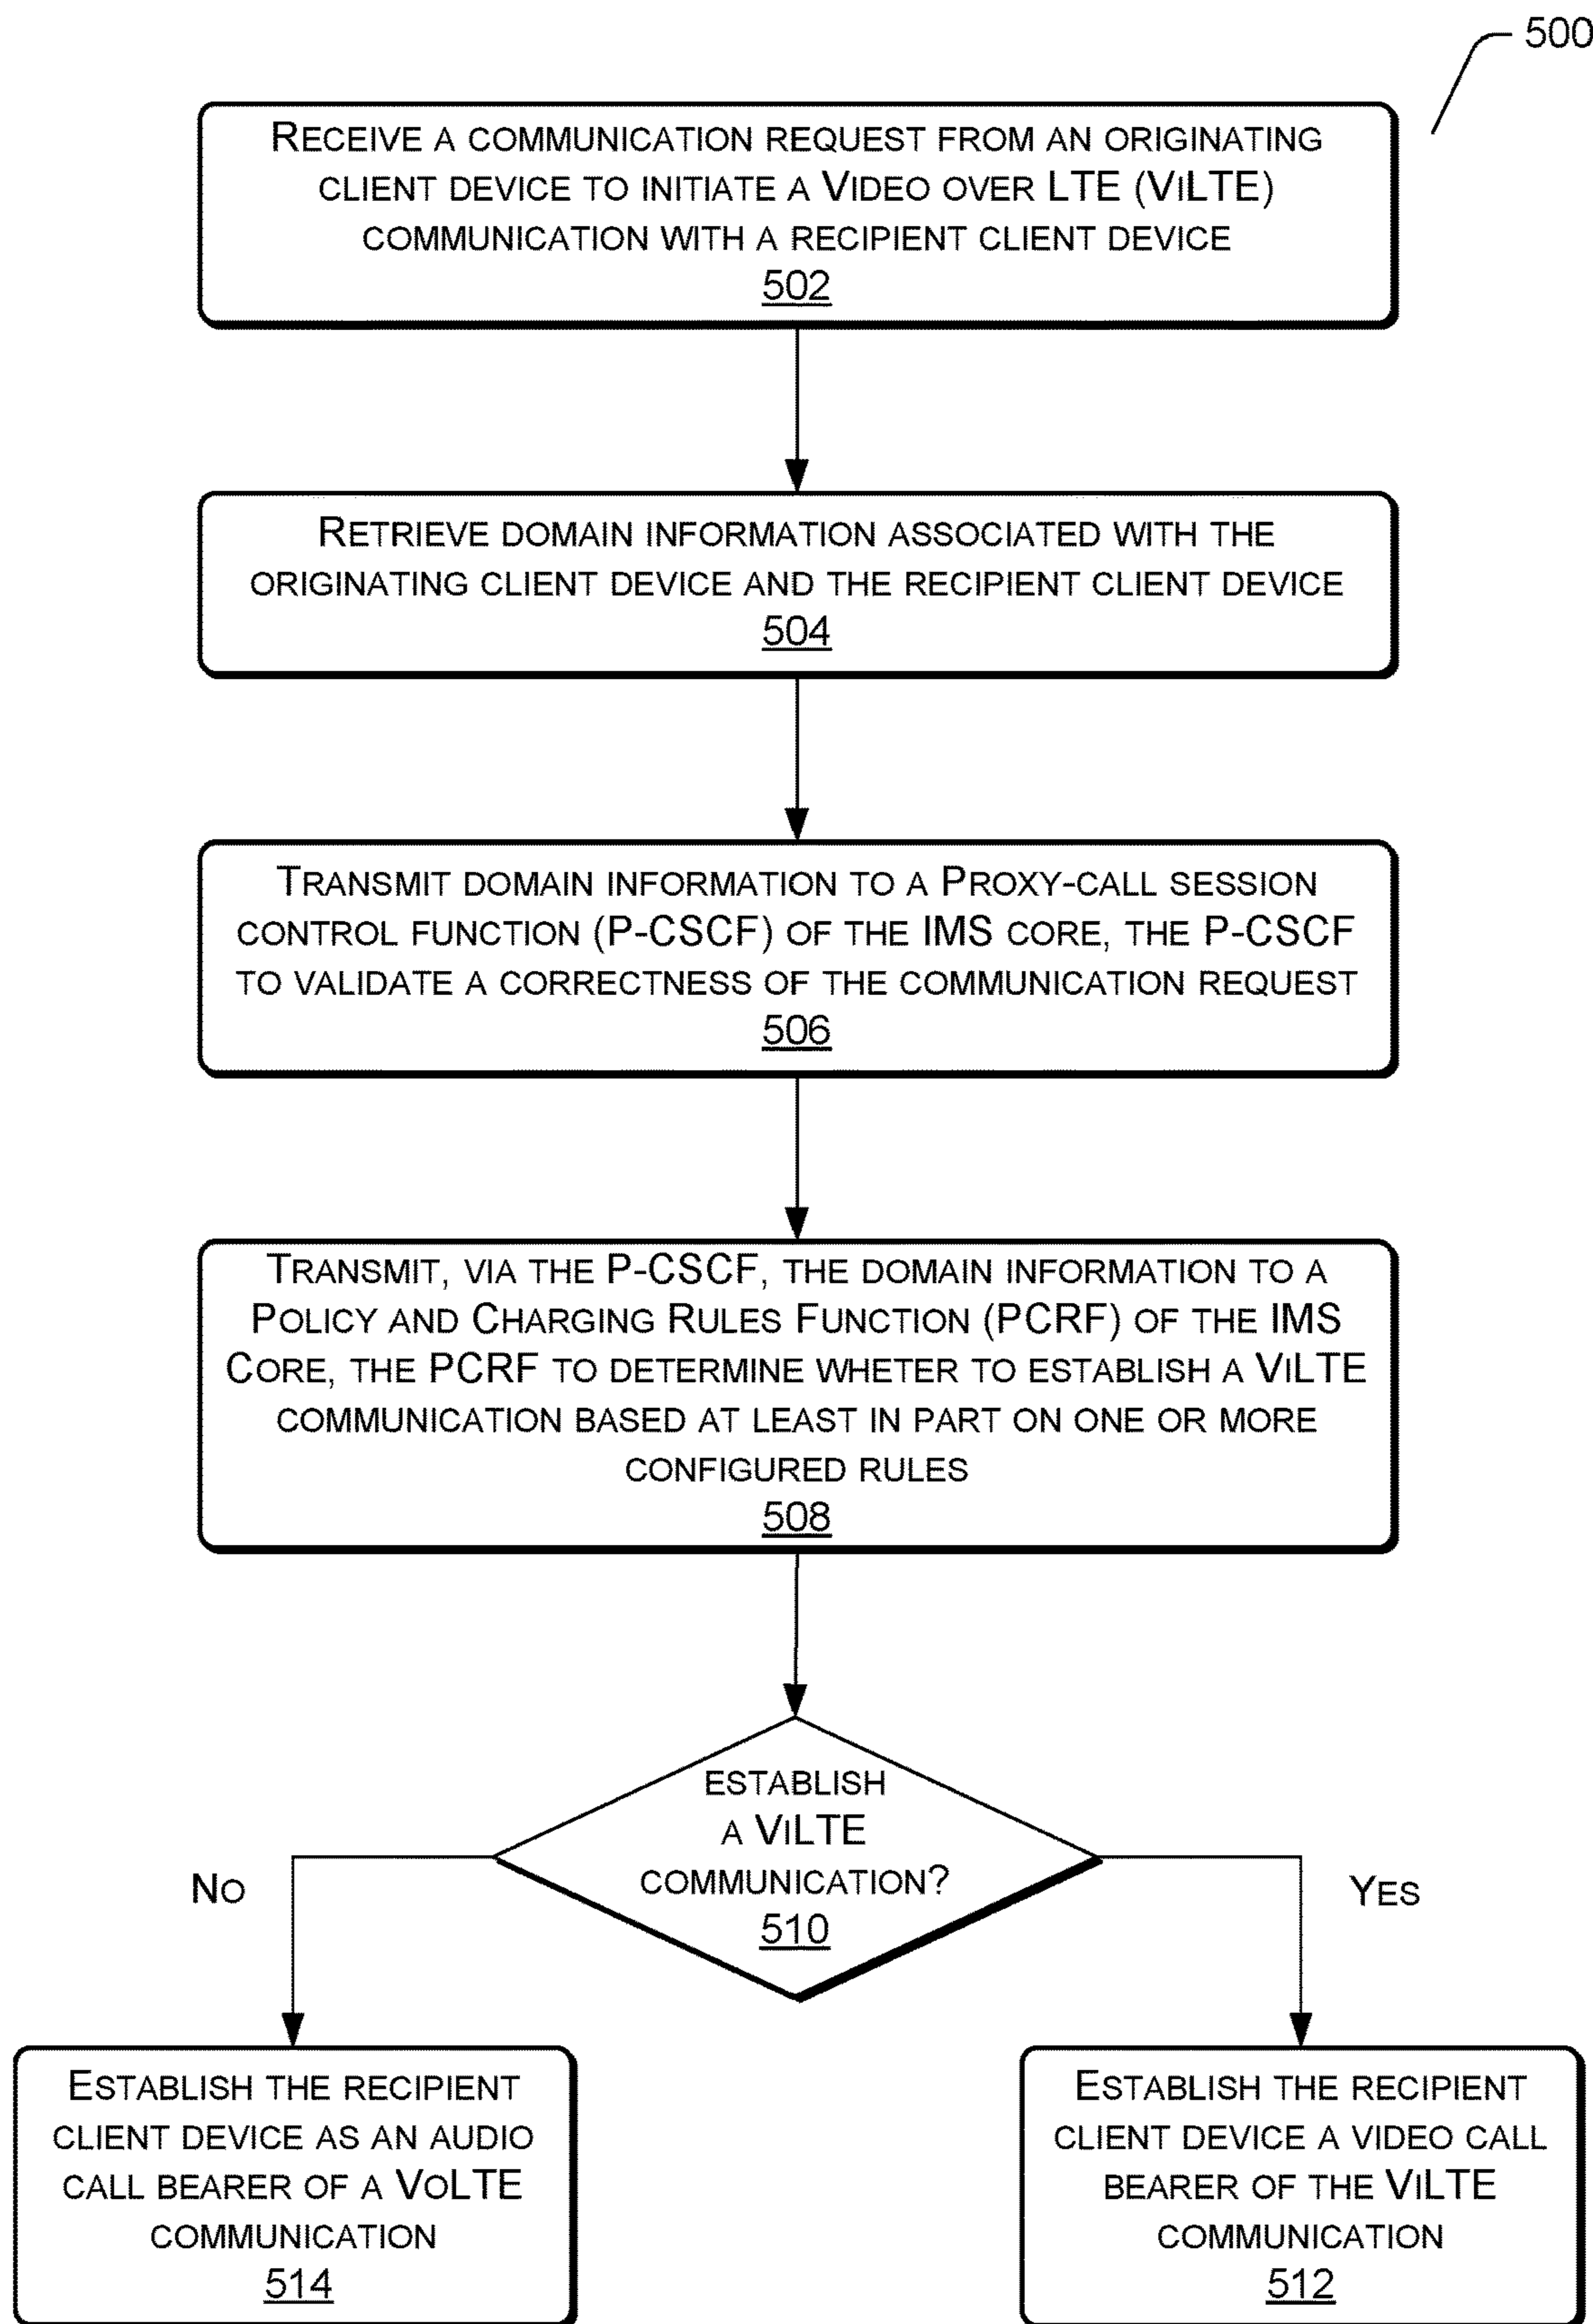 500
RECEIVE A COMMUNICATION REQUEST FROM AN ORIGINATING
CLIENT DEVICE TO INITIATE A VIDEO OVER LTE (VILTE)
COMMUNICATION WITH A RECIPIENT CLIENT DEVICE
502
RETRIEVE DOMAIN INFORMATION ASSOCIATED WITH THE
ORIGINATING CLIENT DEVICE AND THE RECIPIENT CLIENT DEVICE
504
TRANSMIT DOMAIN INFORMATION TO A PROXY-CALL SESSION
CONTROL FUNCTION (P-CSCF) OF THE IMS CORE, THE P-CSCF
TO VALIDATE A CORRECTNESS OF THE COMMUNICATION REQUEST
506
TRANSMIT, VIA THE P-CSCF, THE DOMAIN INFORMATION TO A
POLICY AND CHARGING RULES FUNCTION (PCRF) OF THE IMS
CORE, THE PCRF TO DETERMINE WHETER TO ESTABLISH A VILTE
COMMUNICATION BASED AT LEAST IN PART ON ONE OR MORE
CONFIGURED RULES
508
ESTABLISH
A VILTE
COMMUNICATION?
510
NO
YES
ESTABLISH THE RECIPIENT
CLIENT DEVICE AS AN AUDIO
CALL BEARER OF A VOLTE
COMMUNICATION
514
ESTABLISH THE RECIPIENT
CLIENT DEVICE A VIDEO CALL
BEARER OF THE VILTE
COMMUNICATION
512